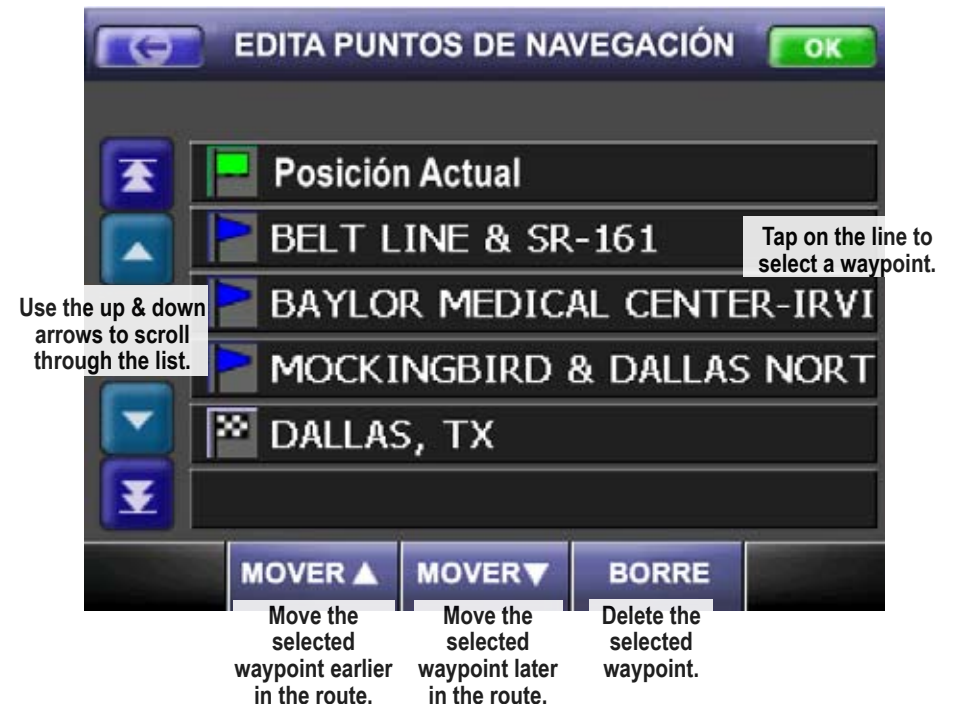 EDITA PUNTOS DE NAVEGACIÓN
OK
Posición Actual
BELT LINE & SR-161
Tap on the line to
select a waypoint.
BAYLOR MEDICAL CENTER-IRVI
Use the up & down
arrows to scroll
through the list.
MOCKINGBIRD & DALLAS NORT
DALLAS, TX
MOVER ▲
MOVER▼
BORRE
Move the
selected
waypoint earlier
in the route.
Move the
selected
waypoint later
in the route.
Delete the
selected
waypoint.